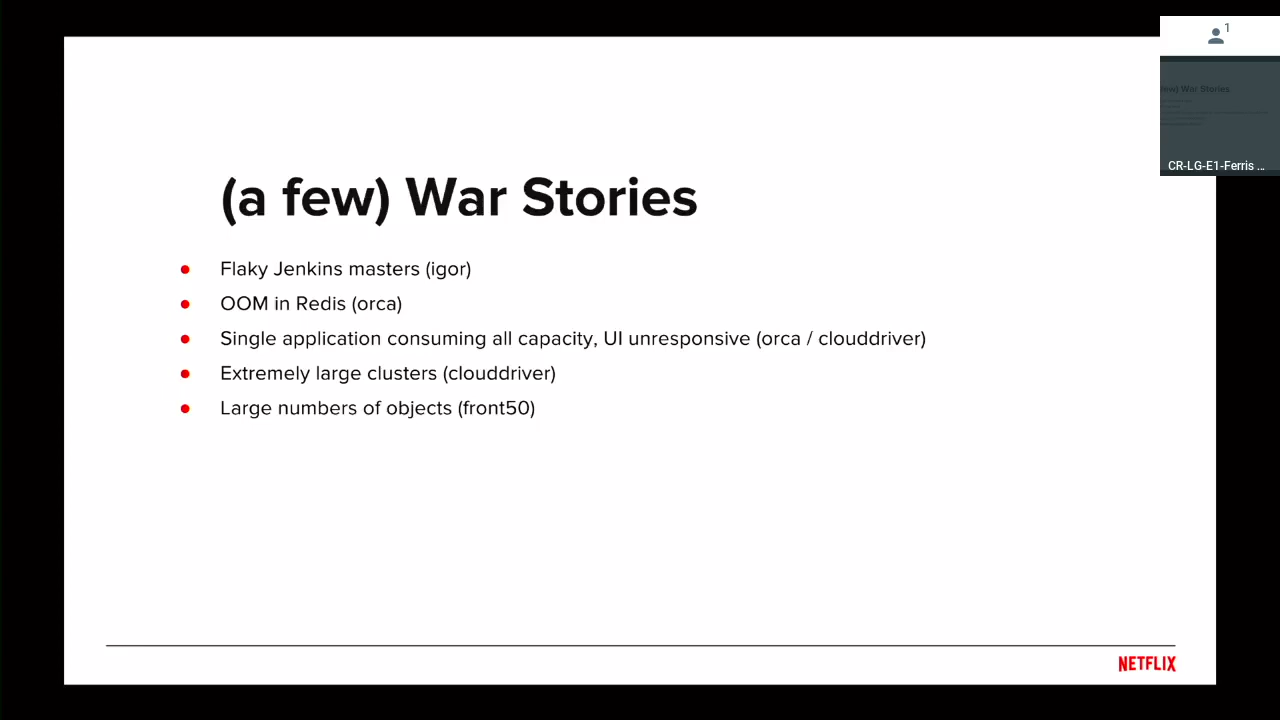 (a few) War Stories
Flaky Jenkins masters (igor)
OOM in Redis (orca)
Single application consuming all capacity, UI unresponsive (orca / clouddriver)
Extremely large clusters (clouddriver)
Large numbers of objects (front50)
NETFLIX
1
few) War Stories
CR-LG-E1-Ferris ...